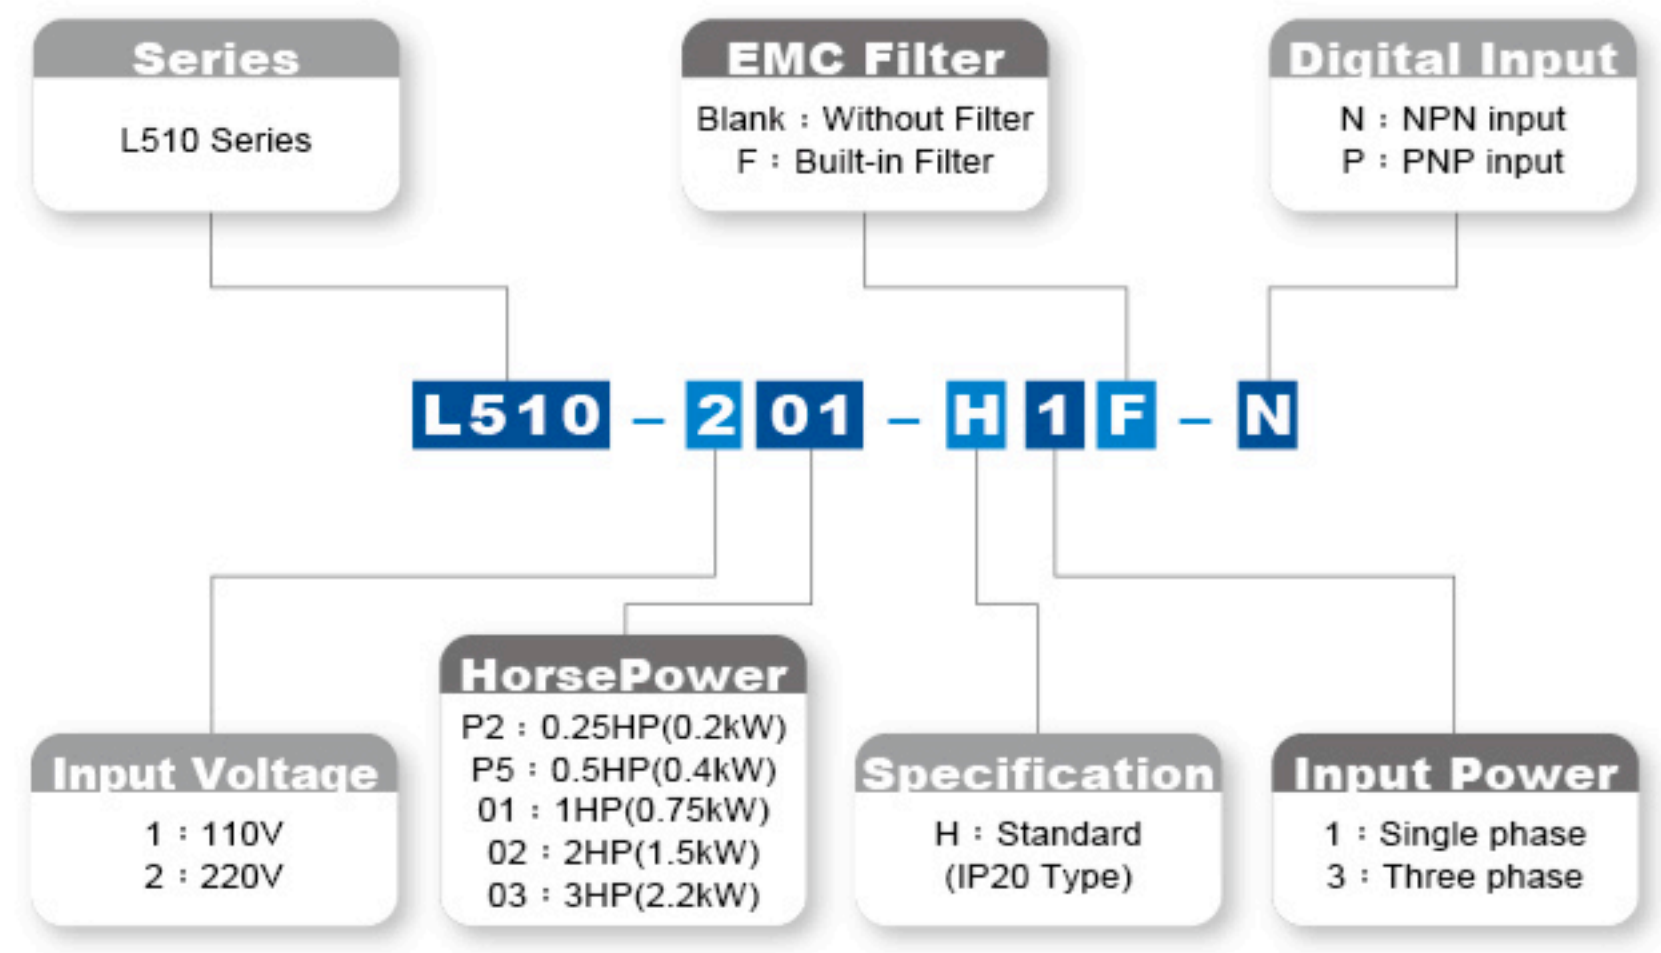 Series
L510 Series
EMC Filter
Blank : Without Filter
F : Built-in Filter
Digital Input
N : NPN input
P : PNP input
L510 – 2 01 – H 1 F – N
Input Voltage
1 : 110V
2 : 220V
HorsePower
P2 : 0.25HP(0.2kW)
P5 : 0.5HP(0.4kW)
01 : 1HP(0.75kW)
02 : 2HP(1.5kW)
03 : 3HP(2.2kW)
Specification
H : Standard
(IP20 Type)
Input Power
1 : Single phase
3 : Three phase